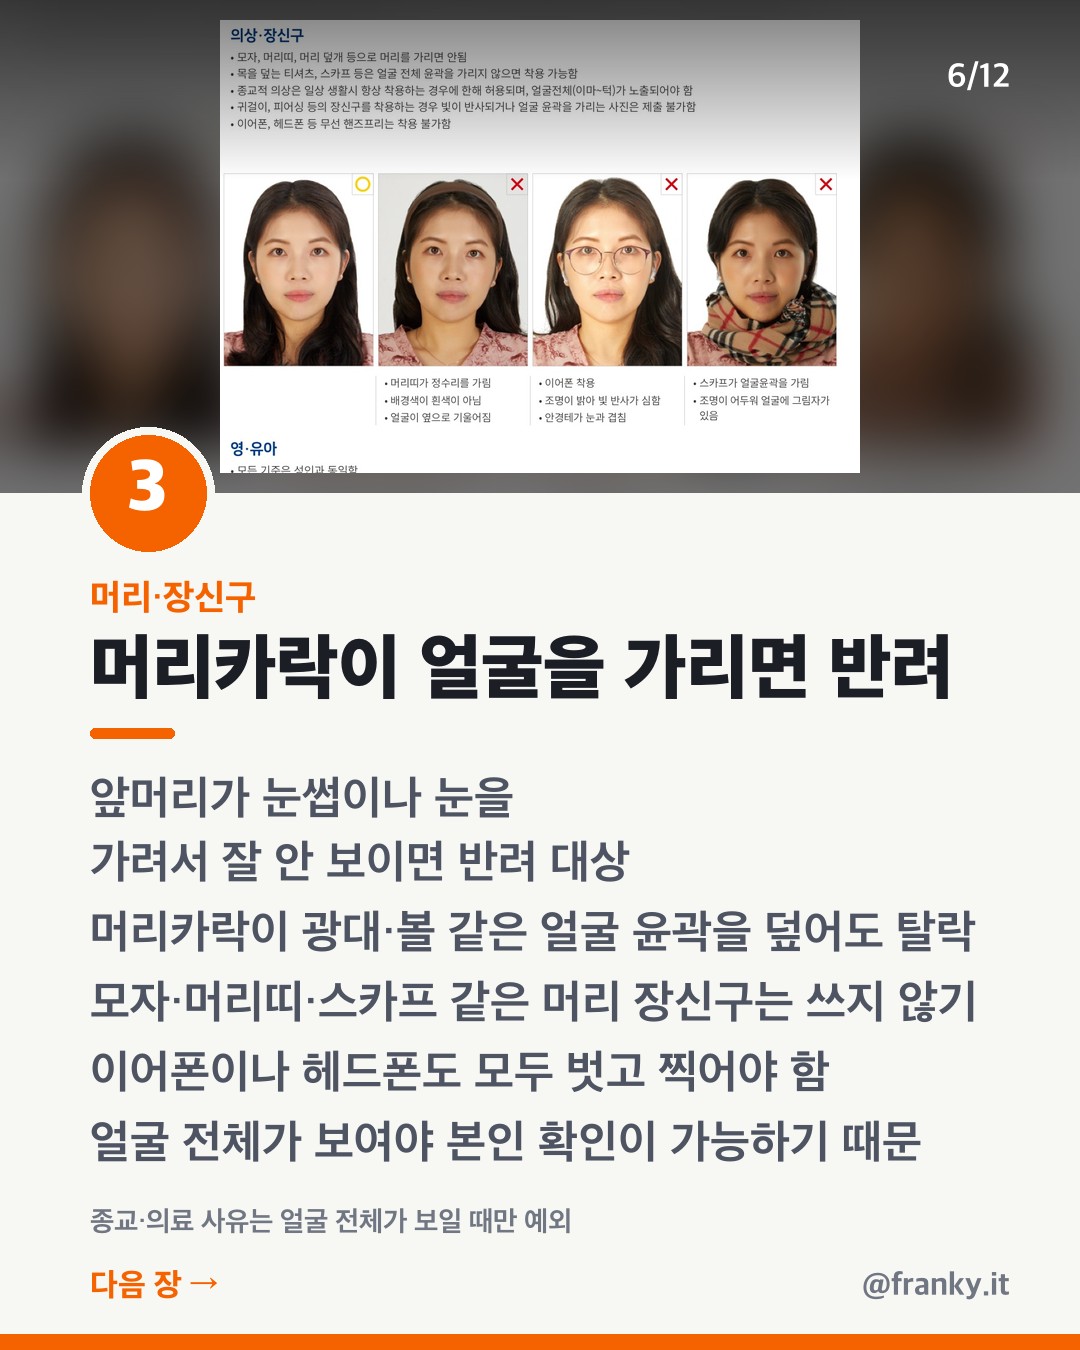 의상·장신구
• 모자, 머리띠, 머리 덮개 등으로 머리를 가리면 안됨
• 목을 덮는 티셔츠, 스카프 등은 얼굴 전체 윤곽을 가리지 않으면 착용 가능함
• 종교적 의상은 일상 생활시 항상 착용하는 경우에 한해 허용되며, 얼굴전체(이마~턱)가 노출되어야 함
• 귀걸이, 피어싱 등의 장신구를 착용하는 경우 빛이 반사되거나 얼굴 윤곽을 가리는 사진은 제출 불가함
• 이어폰, 헤드폰 등 무선 핸즈프리는 착용 불가함
6/12
• 머리띠가 정수리를 가림
• 배경색이 흰색이 아님
• 얼굴이 옆으로 기울어짐
• 이어폰 착용
• 조명이 밝아 빛 반사가 심함
• 안경테가 눈과 겹침
• 스카프가 얼굴윤곽을 가림
• 조명이 어두워 얼굴에 그림자가
있음
영·유아
• 모든 기준은 성인과 동일함
3
머리·장신구
머리카락이 얼굴을 가리면 반려
앞머리가 눈썹이나 눈을
가려서 잘 안 보이면 반려 대상
머리카락이 광대·볼 같은 얼굴 윤곽을 덮어도 탈락
모자·머리띠·스카프 같은 머리 장신구는 쓰지 않기
이어폰이나 헤드폰도 모두 벗고 찍어야 함
얼굴 전체가 보여야 본인 확인이 가능하기 때문
종교·의료 사유는 얼굴 전체가 보일 때만 예외
다음 장 →
@franky.it